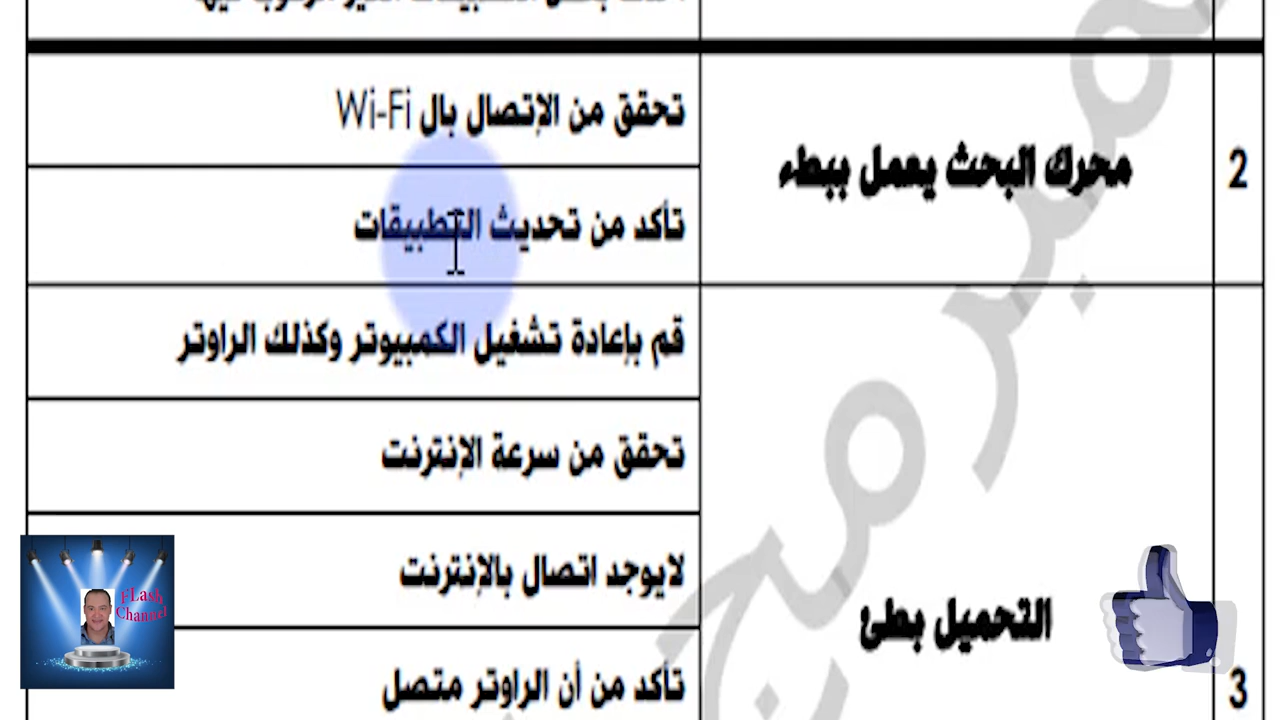 2
محرك البحث يعمل ببطء
تحقق من الإتصال بال Wi-Fi
تأكد من تحديث التطبيقات
3
التحميل بطئ
قم بإعادة تشغيل الكمبيوتر وكذلك الراوتر
تحقق من سرعة الإنترنت
لايوجد اتصال بالإنترنت
تأكد من أن الراوتر متصل
FLash
Channel